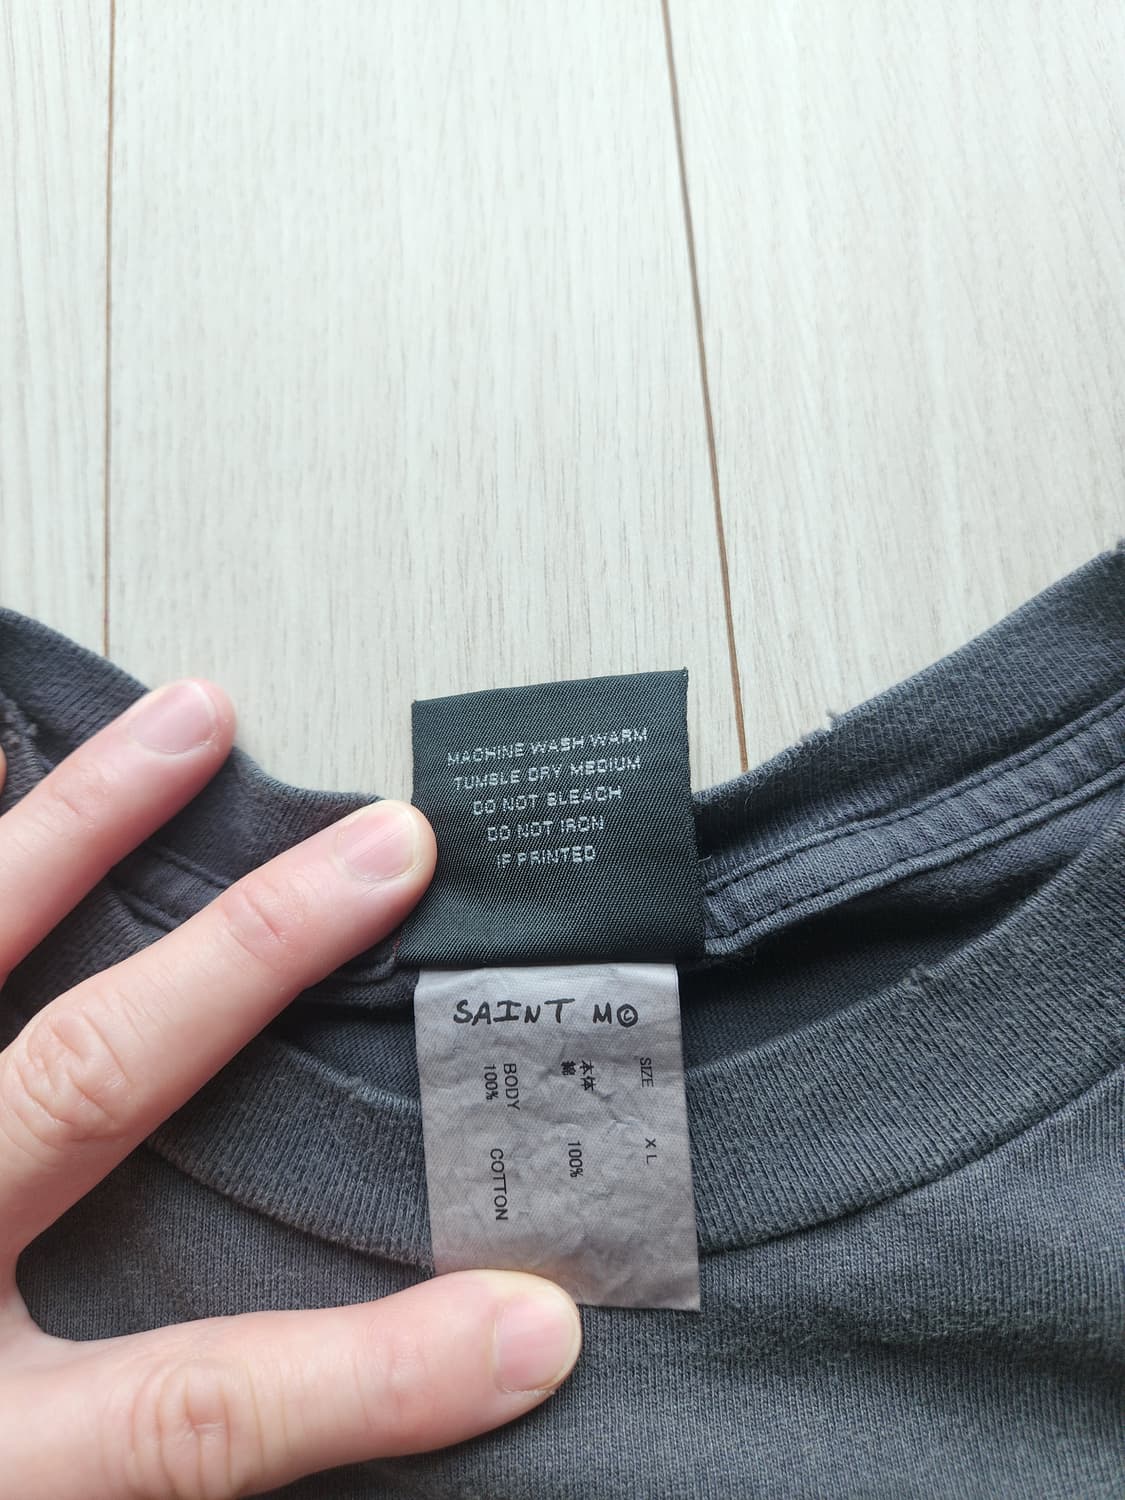 MACHINE WASH WARM
TUMBLE DRY MEDIUM
DO NOT BLEACH
DO NOT IRON
IF PRINTED
SAINT M©
SIZE XL
本体 100%
綿
BODY COTTON
100%